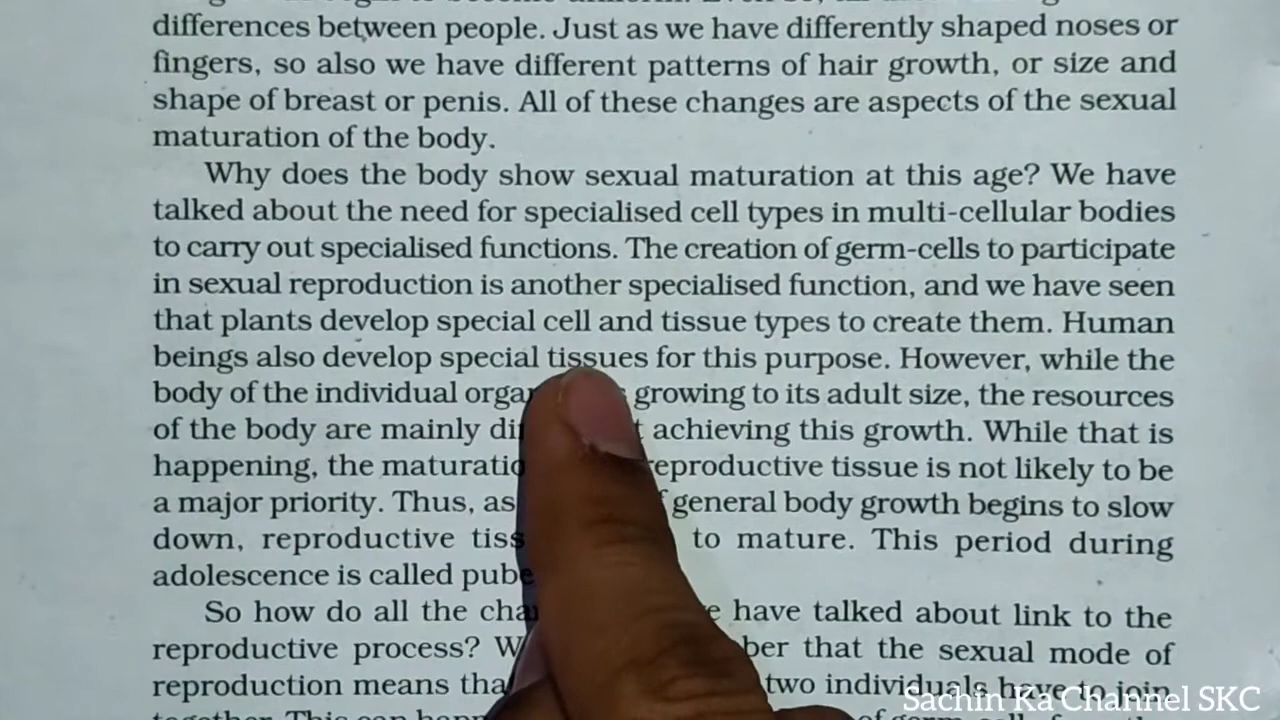 differences between people. Just as we have differently shaped noses or
fingers, so also we have different patterns of hair growth, or size and
shape of breast or penis. All of these changes are aspects of the sexual
maturation of the body.
Why does the body show sexual maturation at this age? We have
talked about the need for specialised cell types in multi-cellular bodies
to carry out specialised functions. The creation of germ-cells to participate
in sexual reproduction is another specialised function, and we have seen
that plants develop special cell and tissue types to create them. Human
beings also develop special tissues for this purpose. However, while the
body of the individual growing to its adult size, the resources
of the body are mainly achieving this growth. While that is
happening, the reproductive tissue is not likely to be
a major priority. Thus, as general body growth begins to slow
down, reproductive to mature. This period during
adolescence is called
So how do all the have talked about link to the
reproductive process? that the sexual mode of
reproduction means two individuals have to join
Sachin Ka Channel SKC